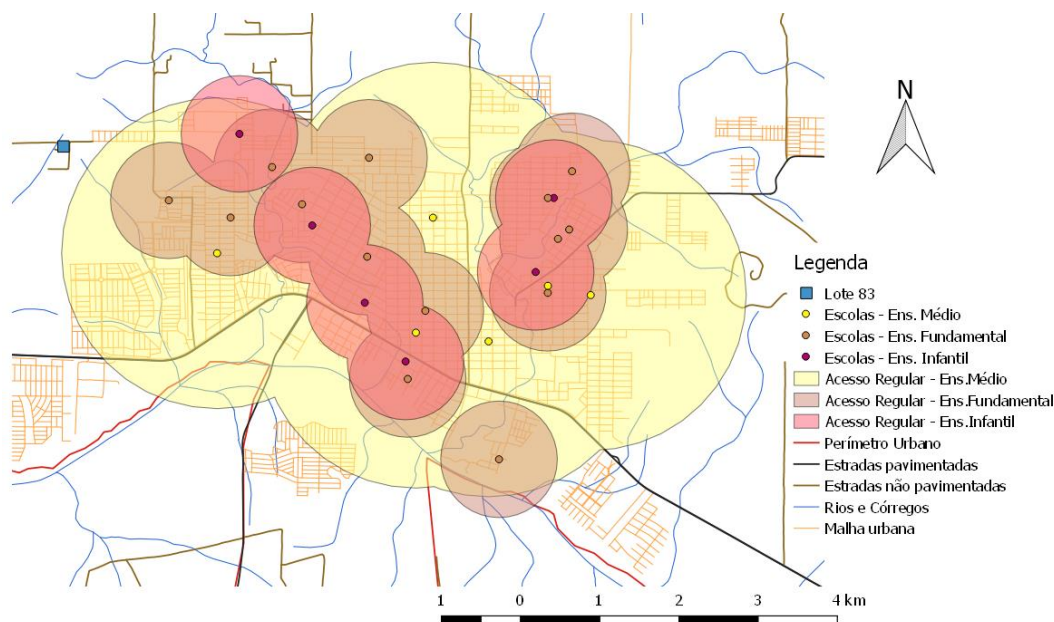 N
Legenda
Lote 83
Escolas - Ens. Médio
Escolas - Ens. Fundamental
Escolas - Ens. Infantil
Acesso Regular - Ens.Médio
Acesso Regular - Ens.Fundamental
Acesso Regular - Ens.Infantil
Perímetro Urbano
Estradas pavimentadas
Estradas não pavimentadas
Rios e Córregos
Malha urbana
1 0 1 2 3 4 km